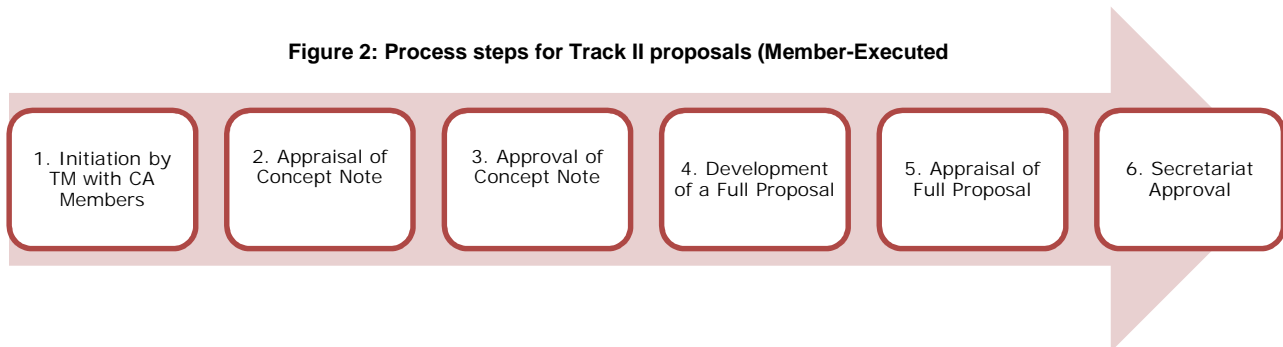 Figure 2: Process steps for Track II proposals (Member-Executed
1. Initiation by
TM with CA
Members
2. Appraisal of
Concept Note
3. Approval of
Concept Note
4. Development
of a Full Proposal
5. Appraisal of
Full Proposal
6. Secretariat
Approval